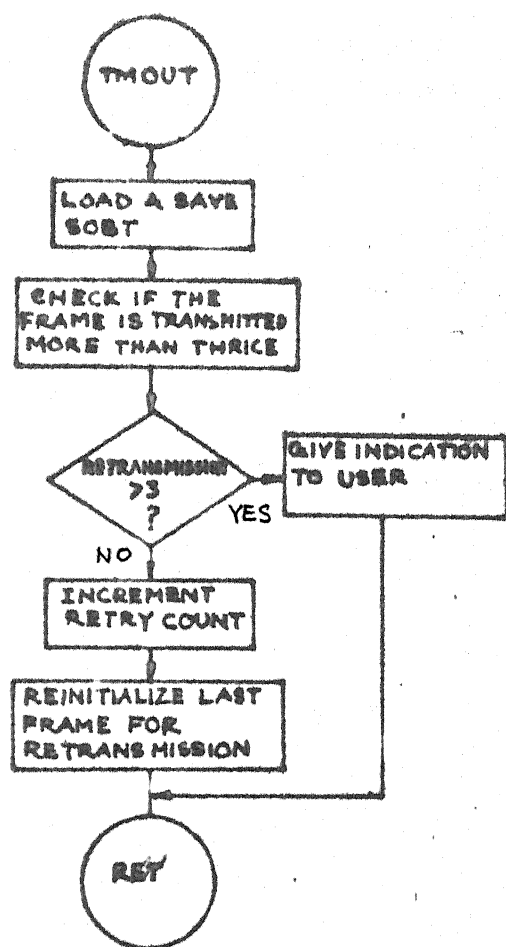 TMOUT
LOAD A SAVE
SOBT
CHECK IF THE
FRAME IS TRANSMITTED
MORE THAN THRICE
RETRANSMISSION
>3
?
YES
GIVE INDICATION
TO USER
NO
INCREMENT
RETRY COUNT
REINITIALIZE LAST
FRAME FOR
RETRANSMISSION
RET